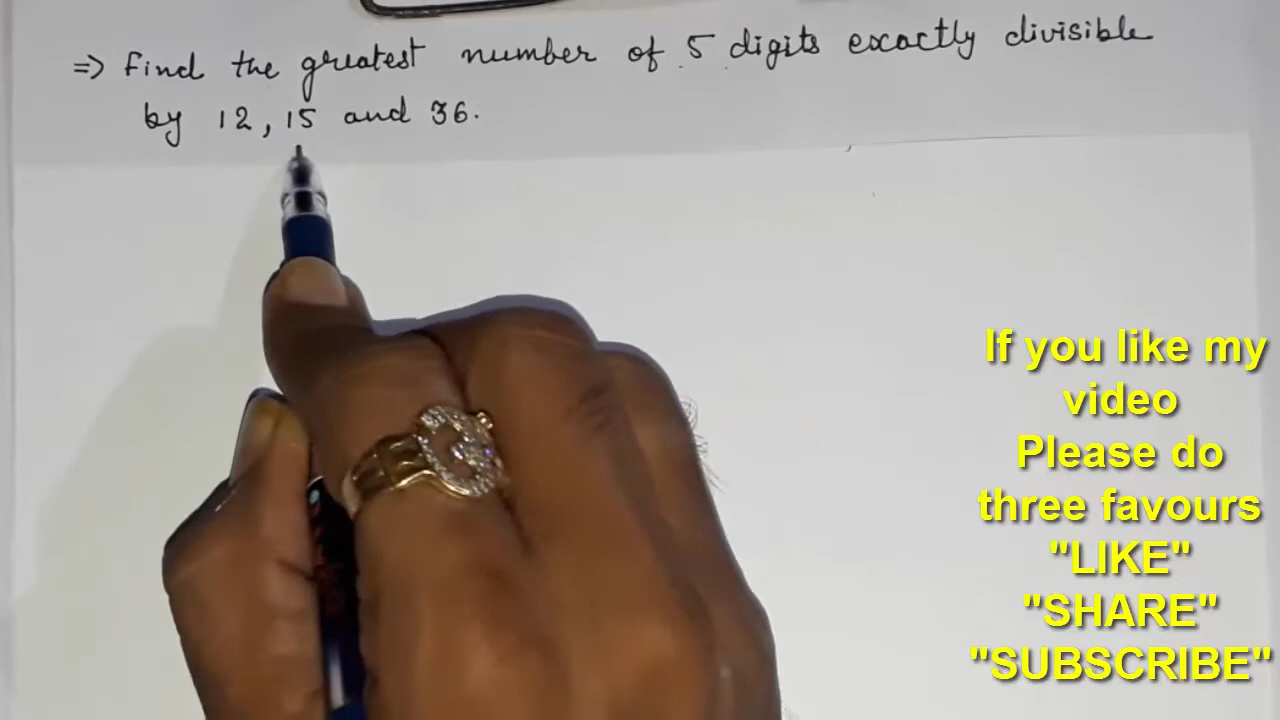 => Find the greatest number of 5 digits exactly divisible
by 12, 15 and 36.
If you like my
video
Please do
three favours
"LIKE"
"SHARE"
"SUBSCRIBE"